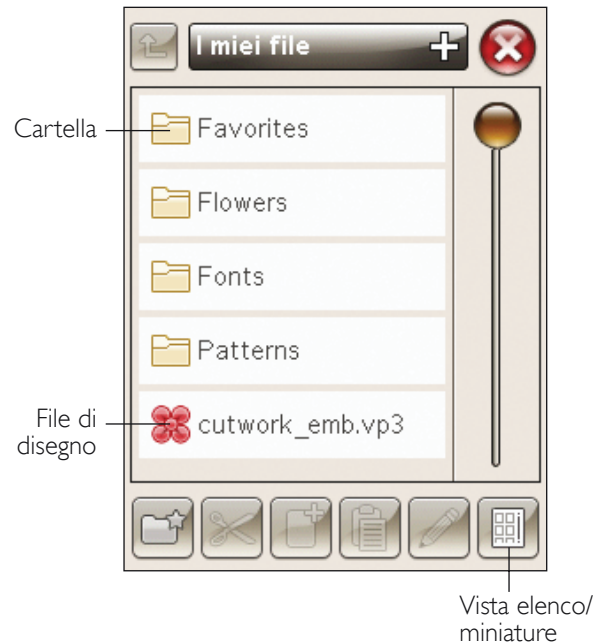 I miei file
Cartella
Favorites
Flowers
Fonts
Patterns
File di
disegno
cutwork_emb.vp3
Vista elenco/
miniature